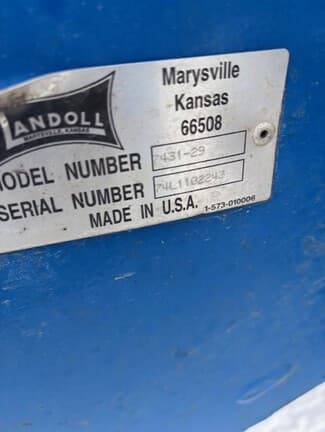 LANDOLL
MARYSVILLE, KANSAS
Marysville
Kansas
66508
MODEL NUMBER 7431-29
SERIAL NUMBER 74L1102243
MADE IN U.S.A. 1-573-010006